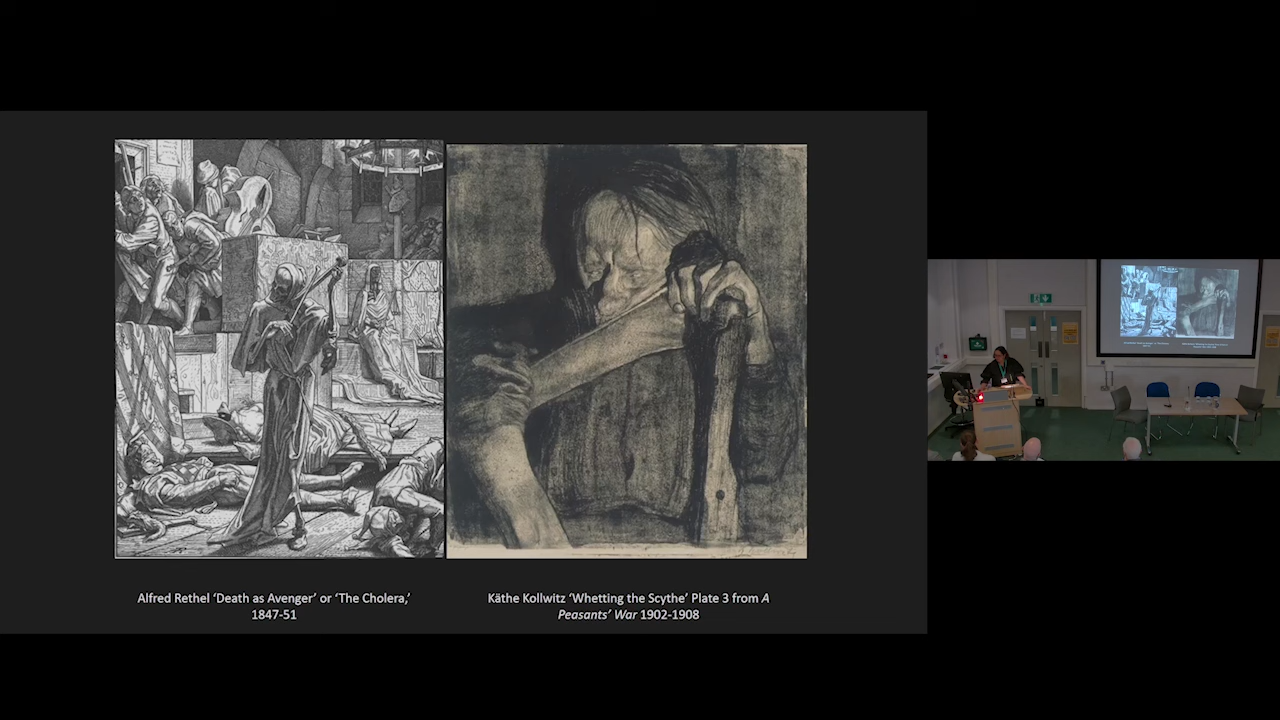 Alfred Rethel ‘Death as Avenger’ or ‘The Cholera,’
1847-51
Käthe Kollwitz ‘Whetting the Scythe’ Plate 3 from A
Peasants’ War 1902-1908